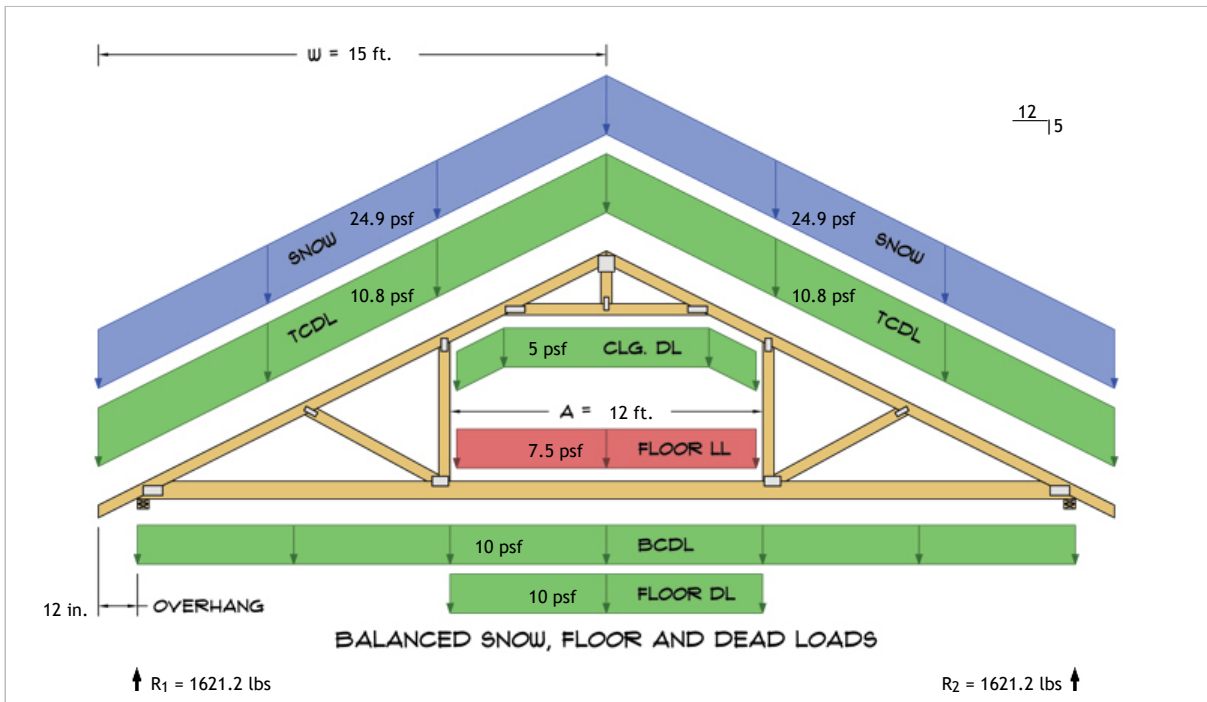 W = 15 ft.
12
5
24.9 psf
24.9 psf
SNOW
SNOW
10.8 psf
10.8 psf
TCDL
TCDL
5 psf CLG. DL
A = 12 ft.
7.5 psf FLOOR LL
10 psf BCDL
10 psf FLOOR DL
12 in. OVERHANG
BALANCED SNOW, FLOOR AND DEAD LOADS
R1 = 1621.2 lbs
R2 = 1621.2 lbs